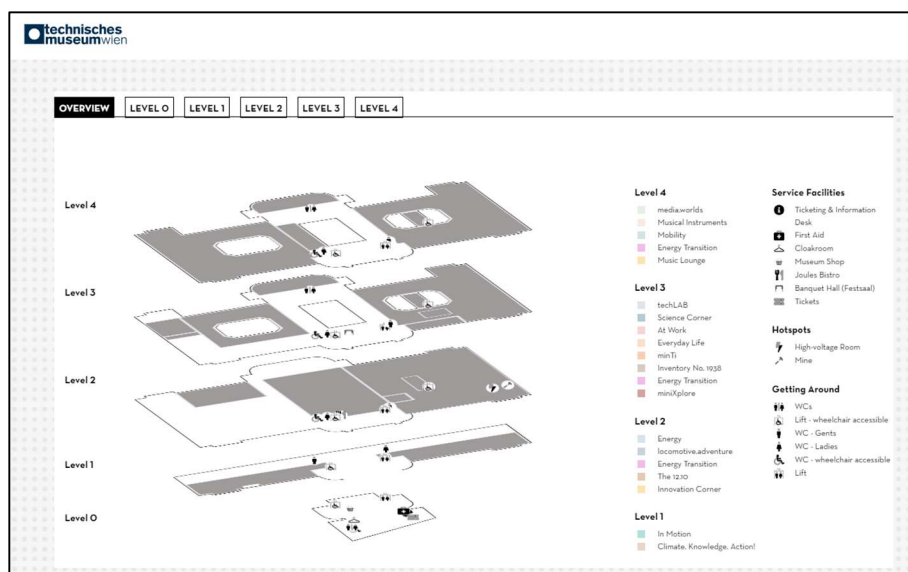 technisches
museumwien
OVERVIEW
LEVEL 0
LEVEL 1
LEVEL 2
LEVEL 3
LEVEL 4
Level 4
Level 3
Level 2
Level 1
Level 0
Level 4
media.worlds
Musical Instruments
Mobility
Energy Transition
Music Lounge
Level 3
techLAB
Science Corner
At Work
Everyday Life
minTi
Inventory No. 1938
Energy Transition
miniXplore
Level 2
Energy
locomotive.adventure
Energy Transition
The 12.10
Innovation Corner
Level 1
In Motion
Climate. Knowledge. Action!
Service Facilities
Ticketing & Information
Desk
First Aid
Cloakroom
Museum Shop
Joules Bistro
Banquet Hall (Festsaal)
Tickets
Hotspots
High-voltage Room
Mine
Getting Around
WCs
Lift - wheelchair accessible
WC - Gents
WC - Ladies
WC - wheelchair accessible
Lift